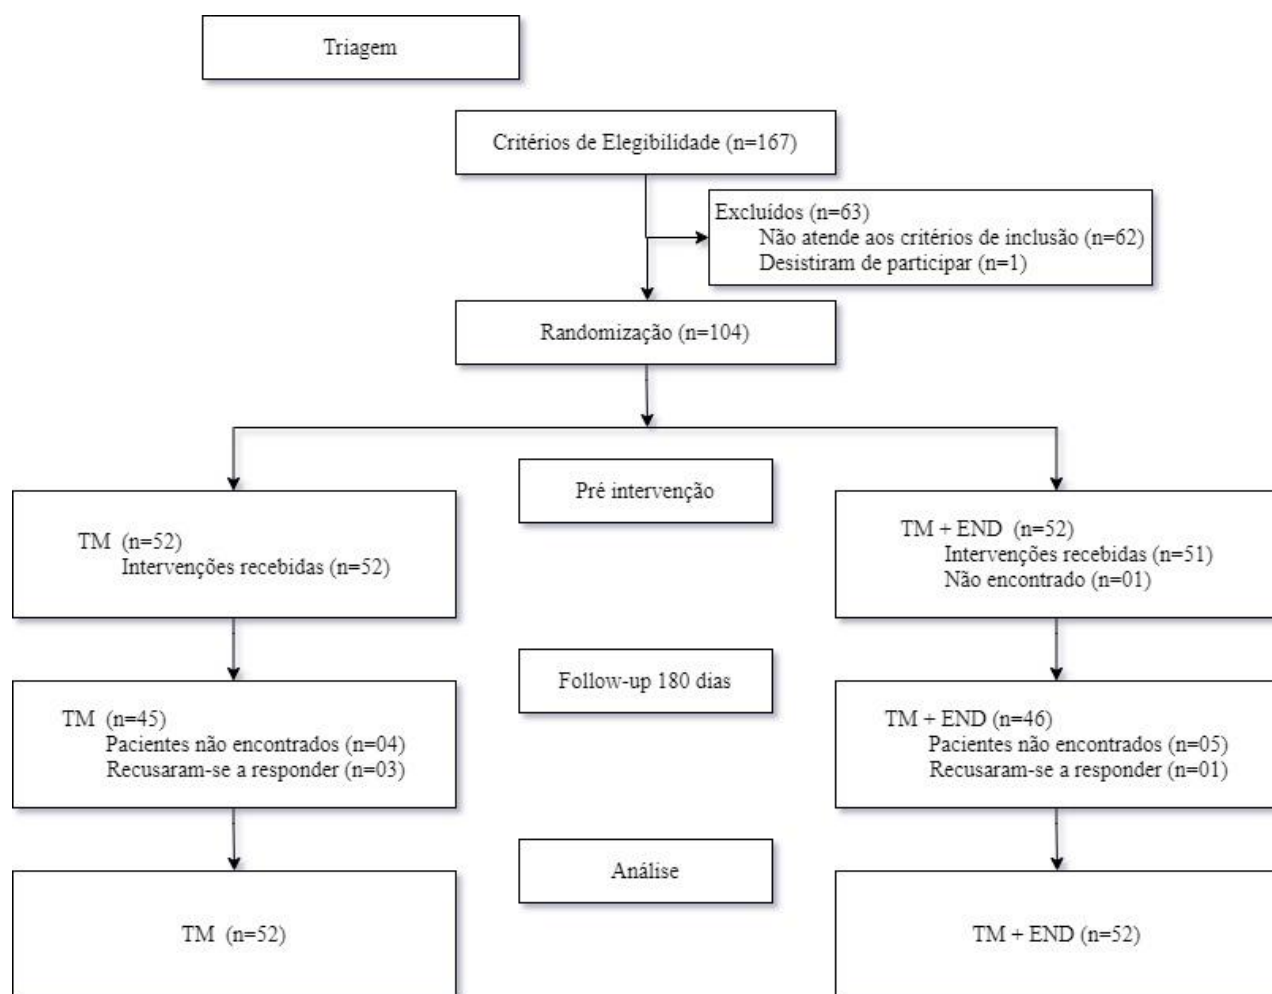 Triagem
Critérios de Elegibilidade (n=167)
Excluídos (n=63)
Não atende aos critérios de inclusão (n=62)
Desistiram de participar (n=1)
Randomização (n=104)
Pré intervenção
TM (n=52)
Intervenções recebidas (n=52)
TM + END (n=52)
Intervenções recebidas (n=51)
Não encontrado (n=01)
Follow-up 180 dias
TM (n=45)
Pacientes não encontrados (n=04)
Recusaram-se a responder (n=03)
TM + END (n=46)
Pacientes não encontrados (n=05)
Recusaram-se a responder (n=01)
Análise
TM (n=52)
TM + END (n=52)